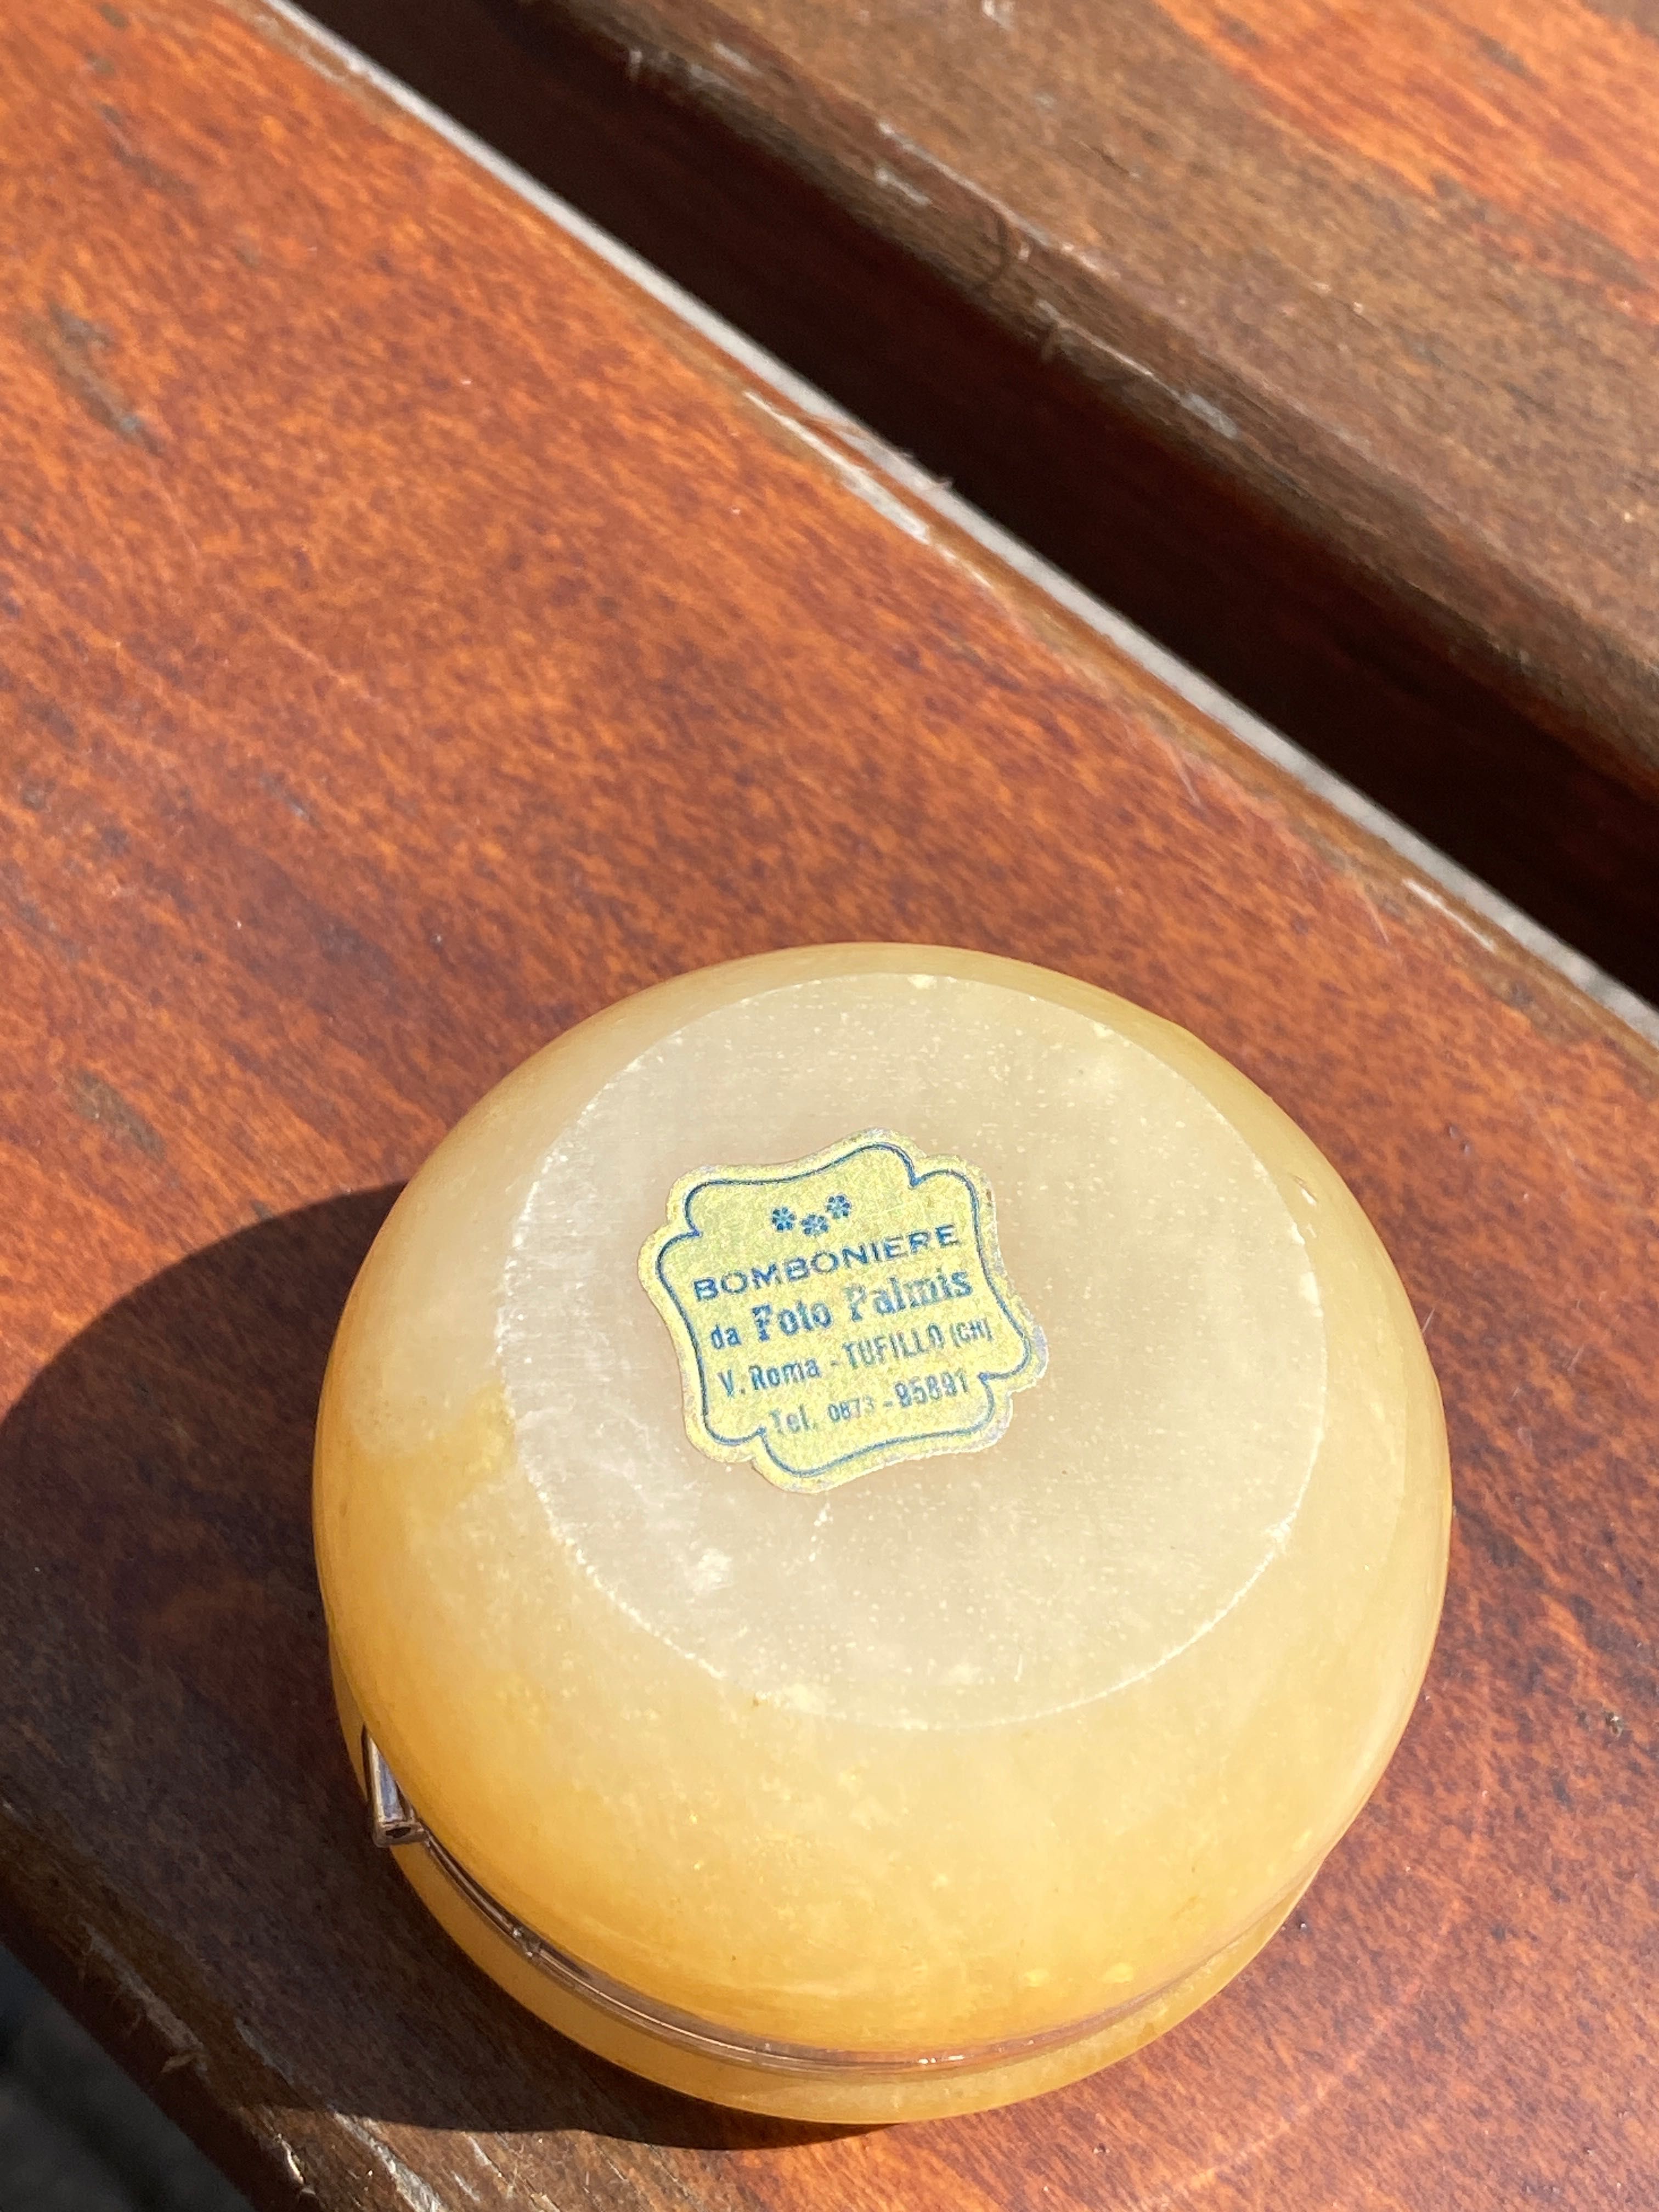 BOMBONIERE
da Foto Palmis
V. Roma - TUFILLO (CH)
Tel. 0873 - 95891